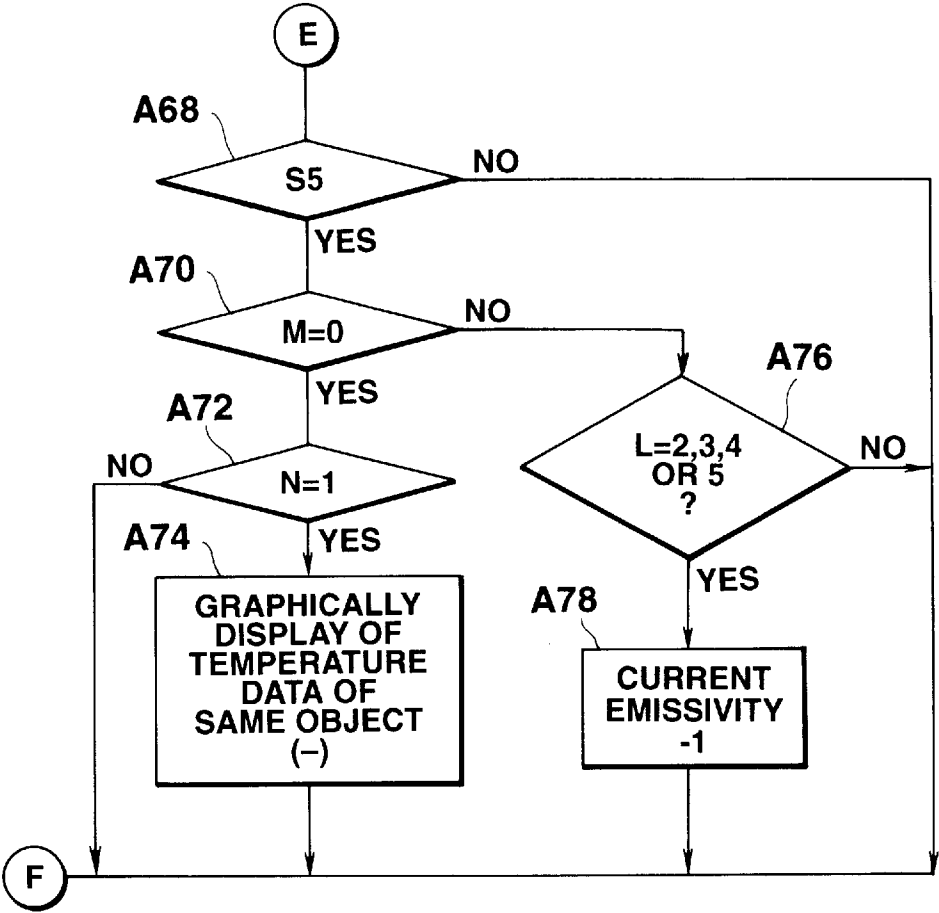 E
A68
S5
NO
YES
A70
M=0
NO
YES
A76
L=2,3,4
OR 5
?
NO
YES
A72
NO
N=1
YES
A74
GRAPHICALLY
DISPLAY OF
TEMPERATURE
DATA OF
SAME OBJECT
(–)
A78
CURRENT
EMISSIVITY
-1
F